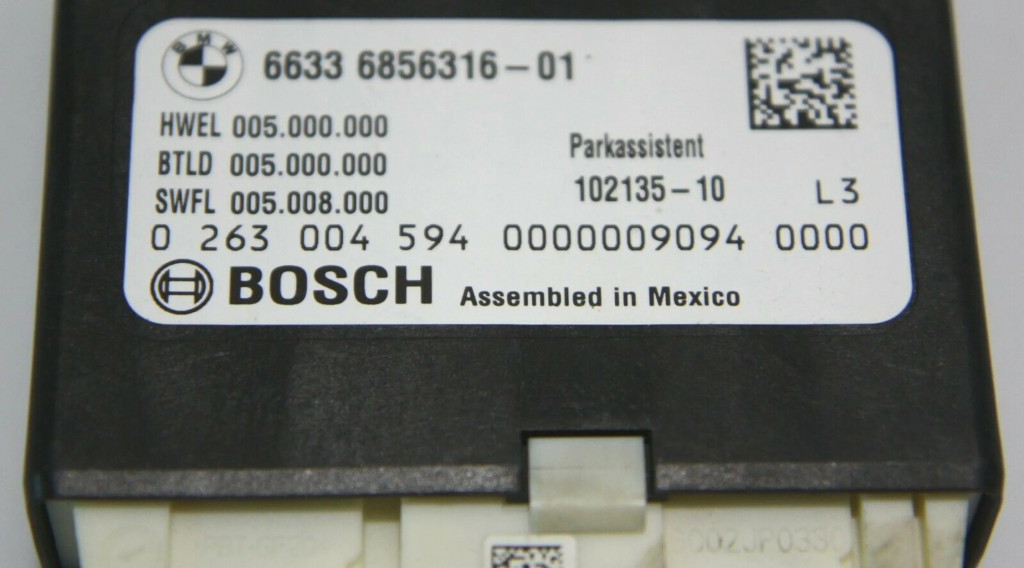 BMW
6633 6856316-01
HWEL 005.000.000
BTLD 005.000.000
SWFL 005.008.000
Parkassistent
102135-10
L3
0 263 004 594 0000009094 0000
BOSCH Assembled in Mexico